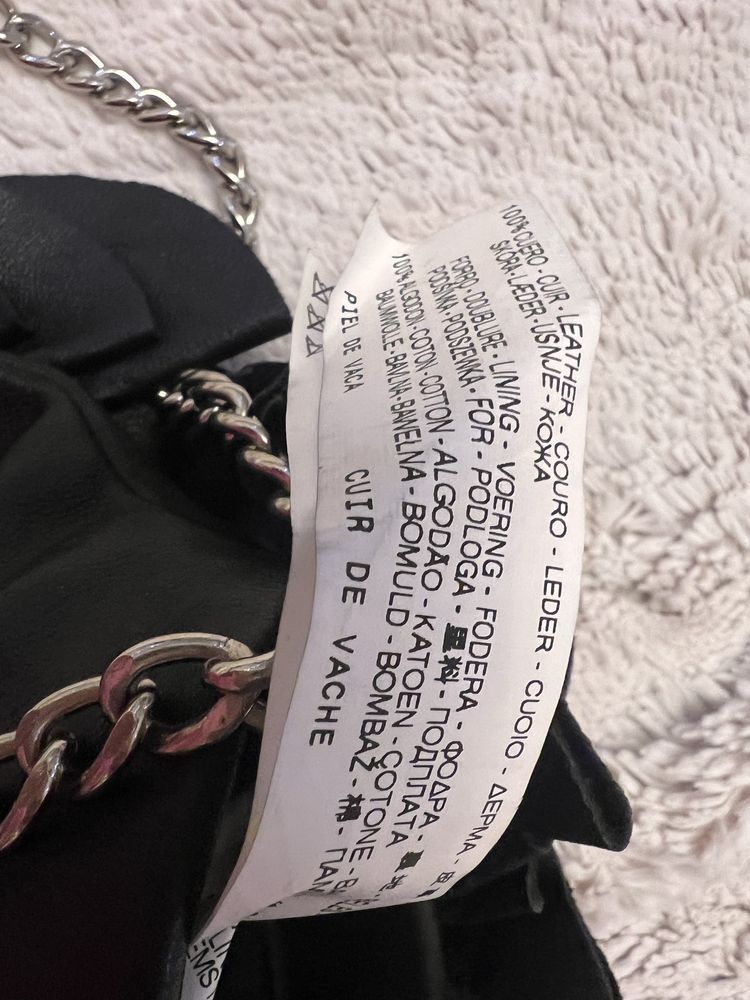 100% CUERO - CUIR - LEATHER - COURO - LEDER - CUOIO - ΔΕΡΜΑ -
SKÓRA - LÆDER - USNJE - КОЖА
FORRO - DOUBLURE - LINING - VOERING - FODERA - ΦΟΔΡΑ -
PODŠÍVKA - PODSZEWKA - FOR - PODLOGA - 里料 - ПОДПЛАТА
100% ALGODON - COTON - COTTON - ALGODÃO - KATOEN - COTONE -
BAUMWOLLE - BAVLNA - BAWEŁNA - BOMULD - BOMBAŽ - 棉 -
PIEL DE VACA CUIR DE VACHE
AAA